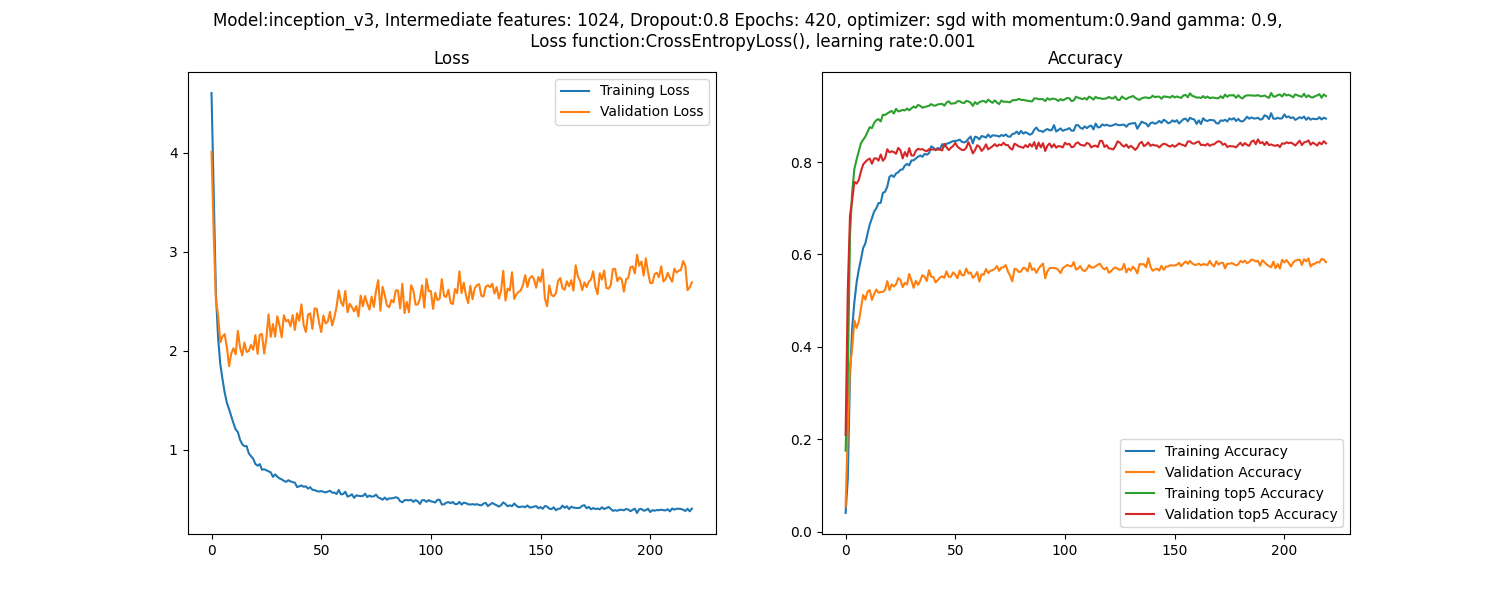 Model:inception_v3, Intermediate features: 1024, Dropout:0.8 Epochs: 420, optimizer: sgd with momentum:0.9and gamma: 0.9,
Loss function:CrossEntropyLoss(), learning rate:0.001
Loss
Training Loss
Validation Loss
4
3
2
1
0
50
100
150
200
Accuracy
0.8
0.6
0.4
0.2
0.0
Training Accuracy
Validation Accuracy
Training top5 Accuracy
Validation top5 Accuracy
0
50
100
150
200